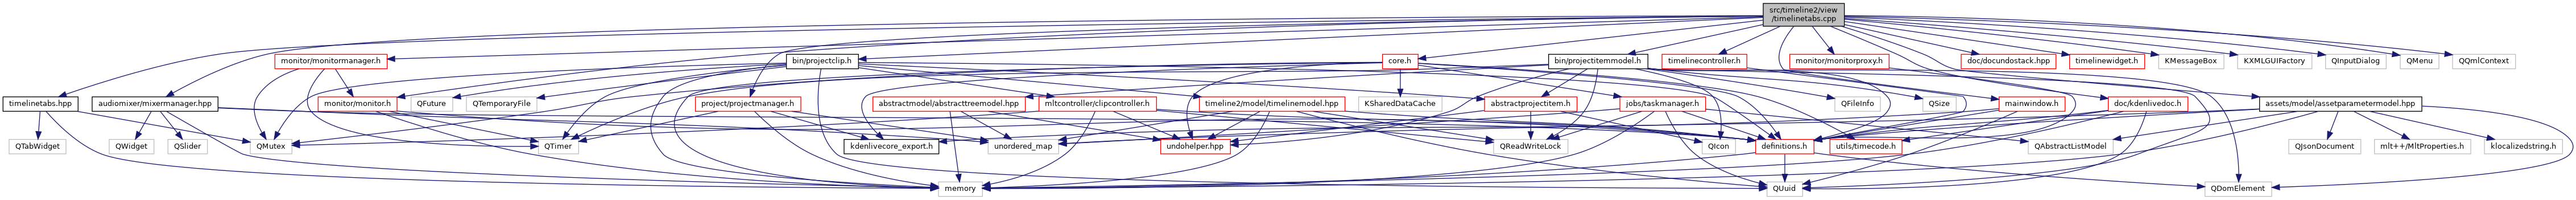 src/timeline2/view
/timelinetabs.cpp
monitor/monitormanager.h
bin/projectclip.h
core.h
bin/projectitemmodel.h
timelinecontroller.h
monitor/monitorproxy.h
doc/docundostack.hpp
timelinewidget.h
KMessageBox
KXMLGUIFactory
QInputDialog
QMenu
QQmlContext
timelinetabs.hpp
audiomixer/mixermanager.hpp
monitor/monitor.h
QFuture
QTemporaryFile
project/projectmanager.h
abstractmodel/abstracttreemodel.hpp
mltcontroller/clipcontroller.h
timeline2/model/timelinemodel.hpp
KSharedDataCache
abstractprojectitem.h
jobs/taskmanager.h
QFileInfo
QSize
mainwindow.h
doc/kdenlivedoc.h
assets/model/assetparametermodel.hpp
QTabWidget
QWidget
QSlider
QMutex
QTimer
kdenlivecore_export.h
unordered_map
undohelper.hpp
QReadWriteLock
QIcon
definitions.h
utils/timecode.h
QAbstractListModel
QJsonDocument
mlt++/MltProperties.h
klocalizedstring.h
memory
QUuid
QDomElement